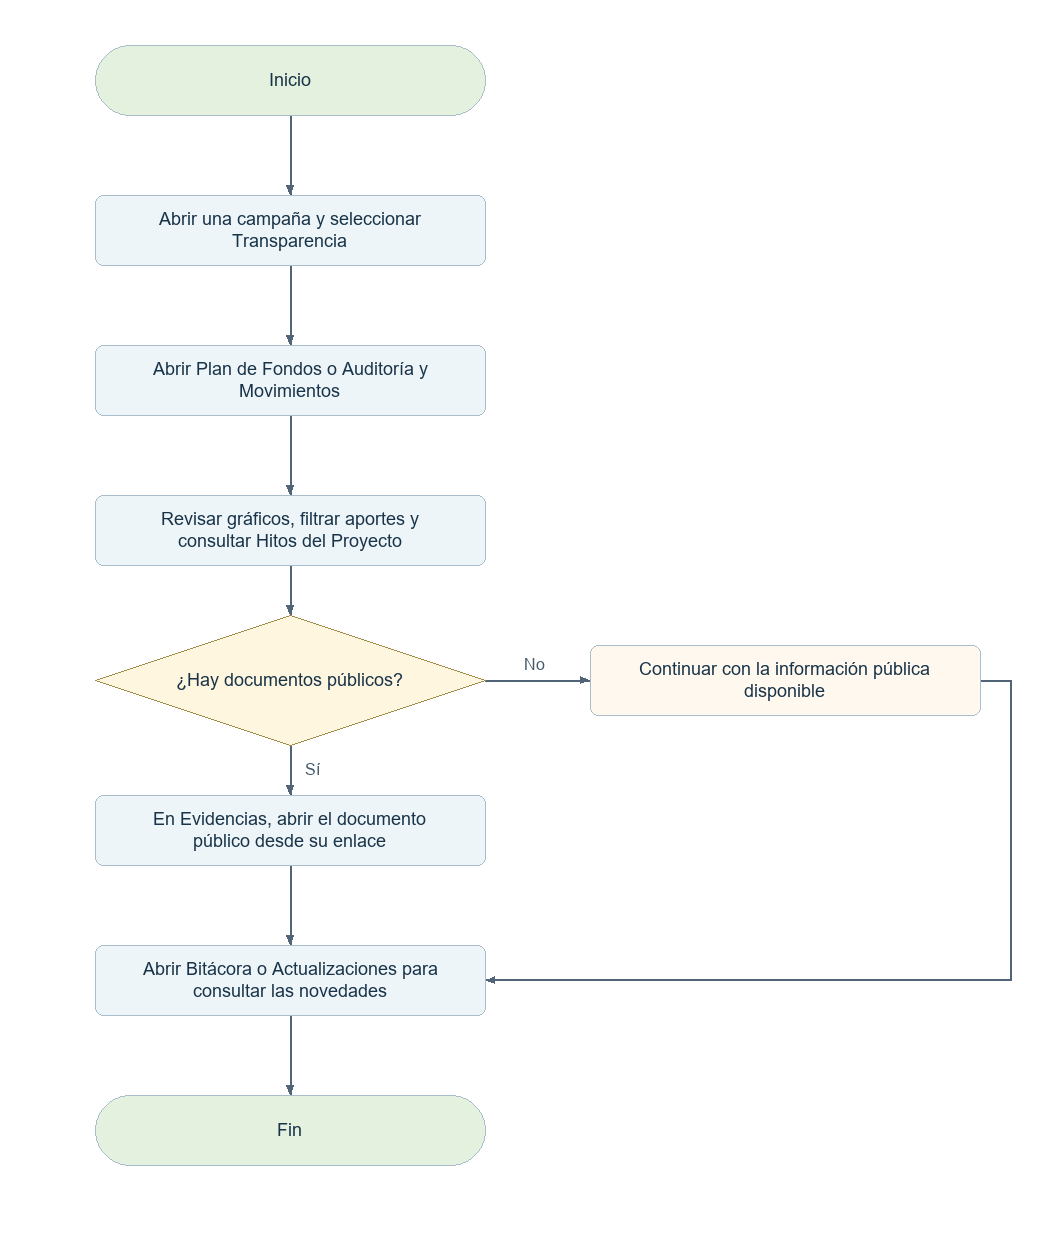 Inicio
Abrir una campaña y seleccionar
Transparencia
Abrir Plan de Fondos o Auditoría y
Movimientos
Revisar gráficos, filtrar aportes y
consultar Hitos del Proyecto
¿Hay documentos públicos?
No
Continuar con la información pública
disponible
Sí
En Evidencias, abrir el documento
público desde su enlace
Abrir Bitácora o Actualizaciones para
consultar las novedades
Fin